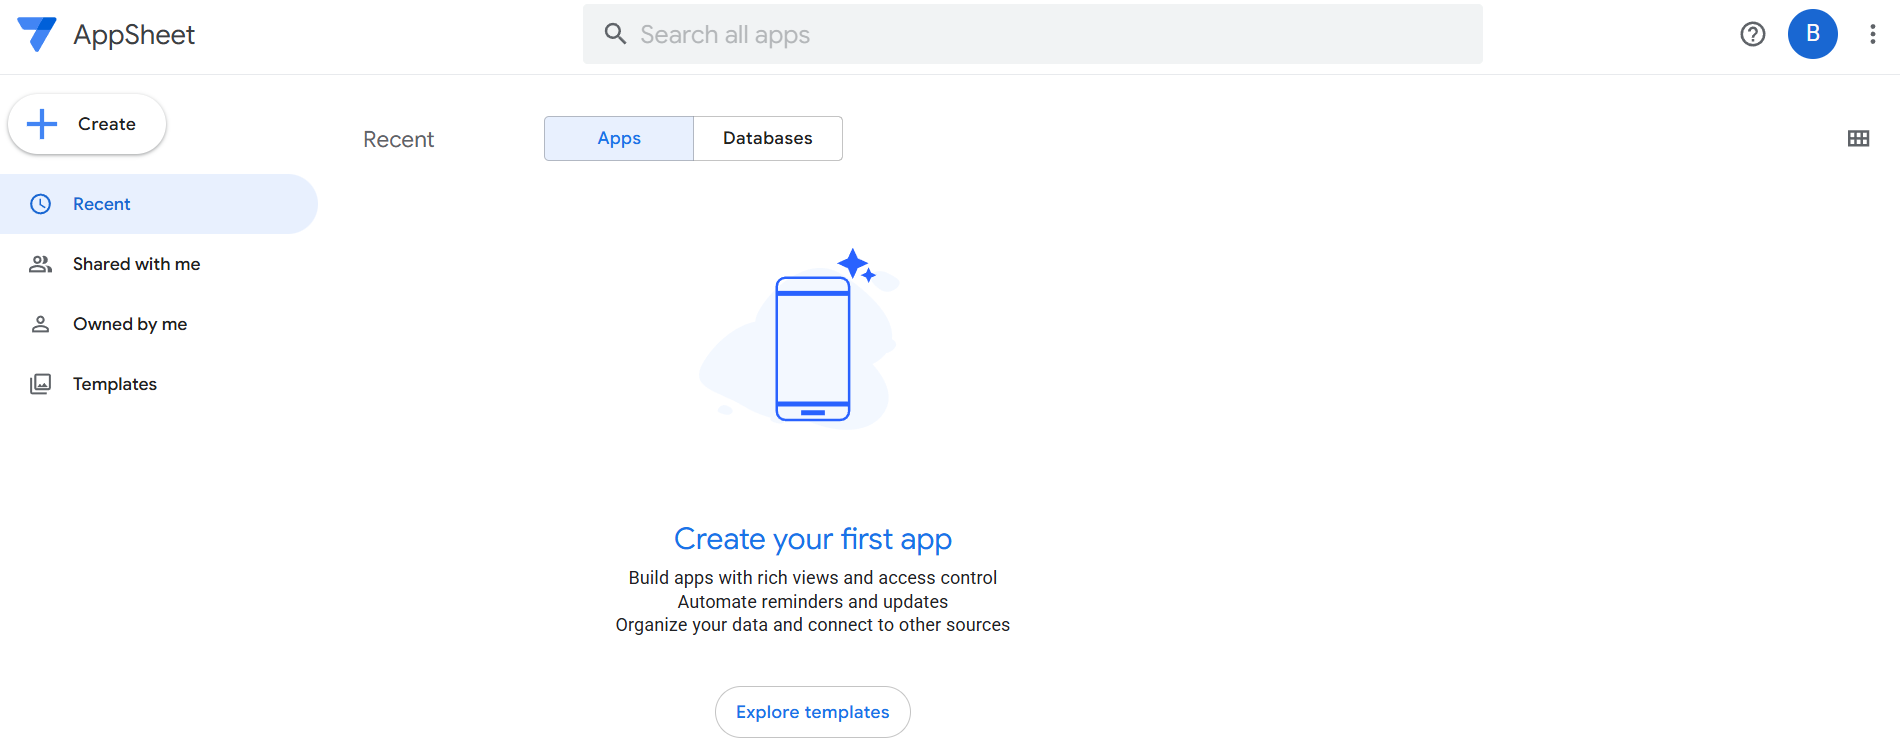 AppSheet
Search all apps
B
Create
Recent
Shared with me
Owned by me
Templates
Recent
Apps
Databases
Create your first app
Build apps with rich views and access control
Automate reminders and updates
Organize your data and connect to other sources
Explore templates